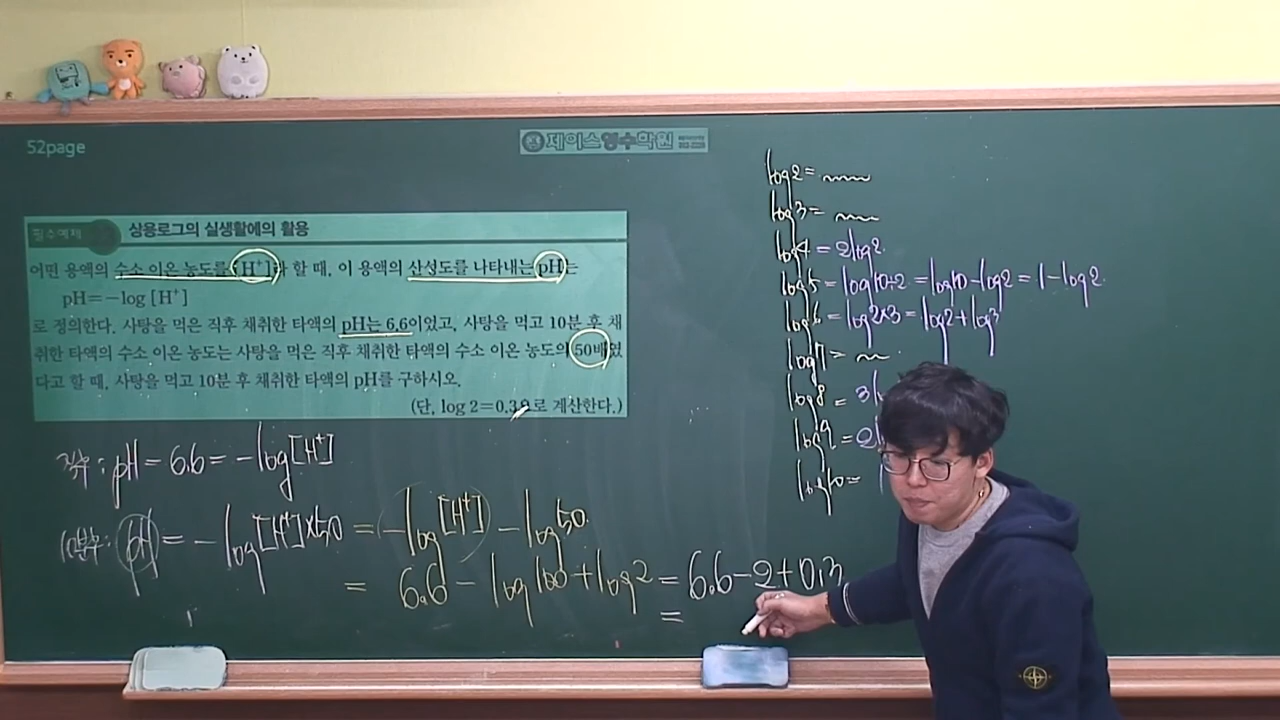 52page
제이스영수학원
필수예제 상용로그의 실생활에의 활용
어떤 용액의 수소 이온 농도를 [H⁺]라 할 때, 이 용액의 산성도를 나타내는 pH는
pH=−log [H⁺]
로 정의한다. 사탕을 먹은 직후 채취한 타액의 pH는 6.6이었고, 사탕을 먹고 10분 후 채
취한 타액의 수소 이온 농도는 사탕을 먹은 직후 채취한 타액의 수소 이온 농도의 50배였
다고 할 때, 사탕을 먹고 10분 후 채취한 타액의 pH를 구하시오.
(단, log 2=0.30로 계산한다.)
직후: pH = 6.6 = −log[H⁺]
10분후: pH = −log[H⁺]×50 = (−log[H⁺]) − log50.
= 6.6 − log100 + log2 = 6.6−2+0.3
=
log2=
log3=
log4 = 2log2.
log5 = log10÷2 = log10−log2 = 1−log2.
log6 = log2×3 = log2+log3
log7 =
log8 = 3l
log9 = 2l
log10= 1